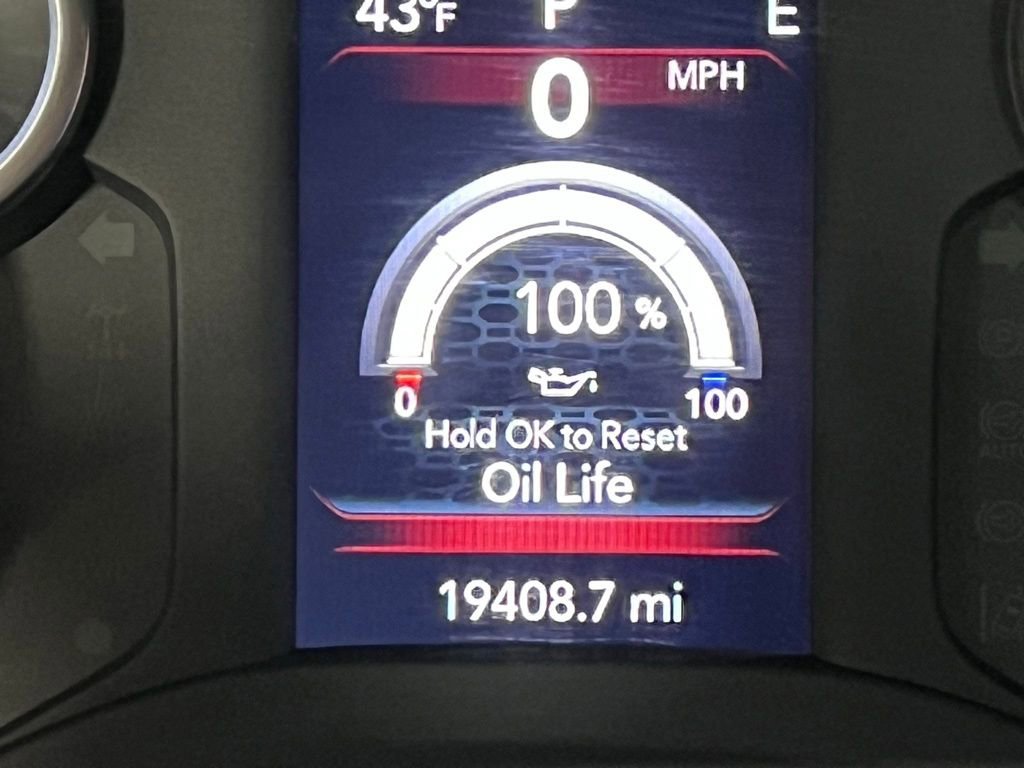 43°F P E
0 MPH
100 %
0 100
Hold OK to Reset
Oil Life
19408.7 mi